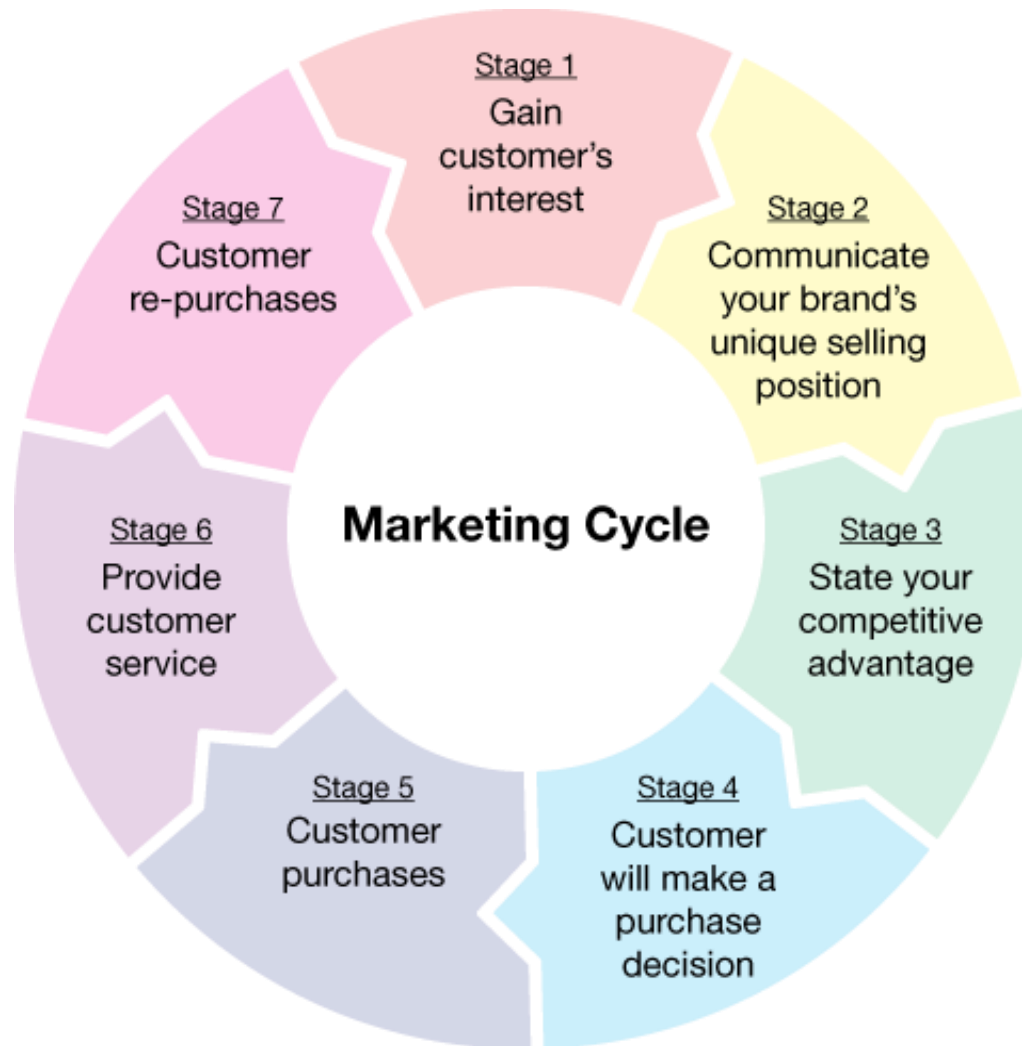 Stage 1
Gain
customer’s
interest
Stage 2
Communicate
your brand’s
unique selling
position
Stage 3
State your
competitive
advantage
Stage 4
Customer
will make a
purchase
decision
Stage 5
Customer
purchases
Stage 6
Provide
customer
service
Stage 7
Customer
re-purchases
Marketing Cycle